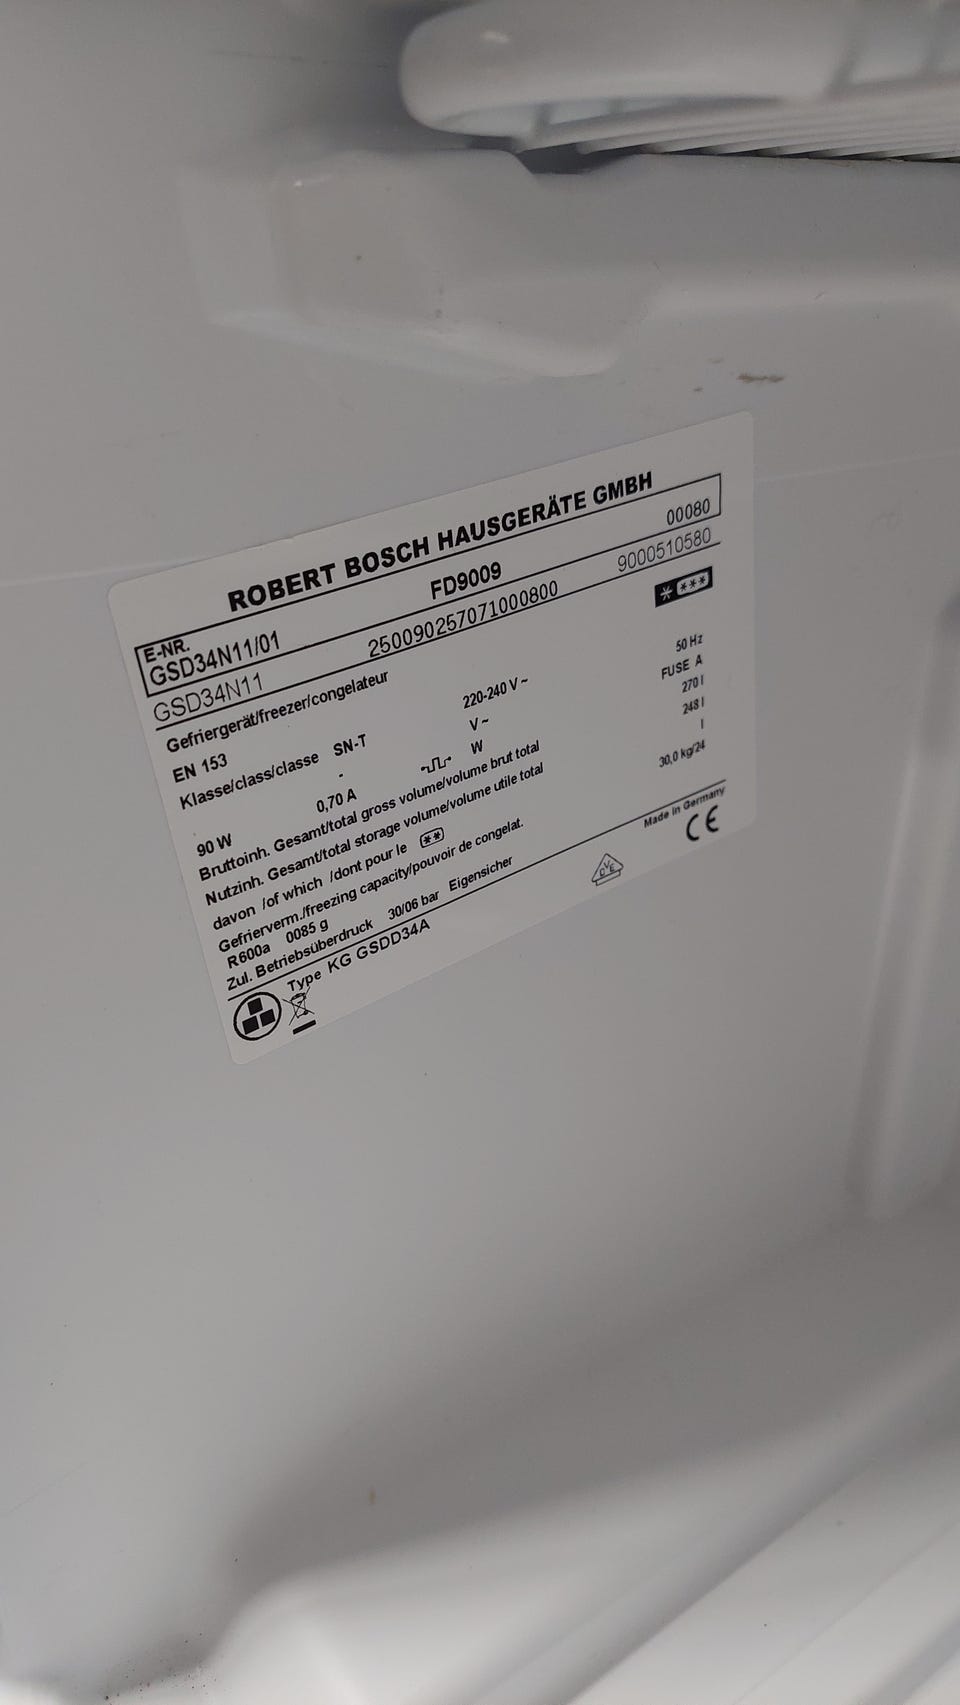 ROBERT BOSCH HAUSGERÄTE GMBH
E-NR.
GSD34N11/01 FD9009 00080
GSD34N11 250090257071000800 9000510580
Gefriergerät/freezer/congelateur
EN 153
Klasse/class/classe SN-T 220-240 V ~ 50 Hz
- V ~ FUSE A
90 W 0,70 A W
Bruttoinh. Gesamt/total gross volume/volume brut total 270 l
Nutzinh. Gesamt/total storage volume/volume utile total 248 l
davon /of which /dont pour le l
Gefrierverm./freezing capacity/pouvoir de congelat. 30,0 kg/24
R600a 0085 g
Zul. Betriebsüberdruck 30/06 bar Eigensicher
Type KG GSDD34A
Made in Germany
DVE
CE